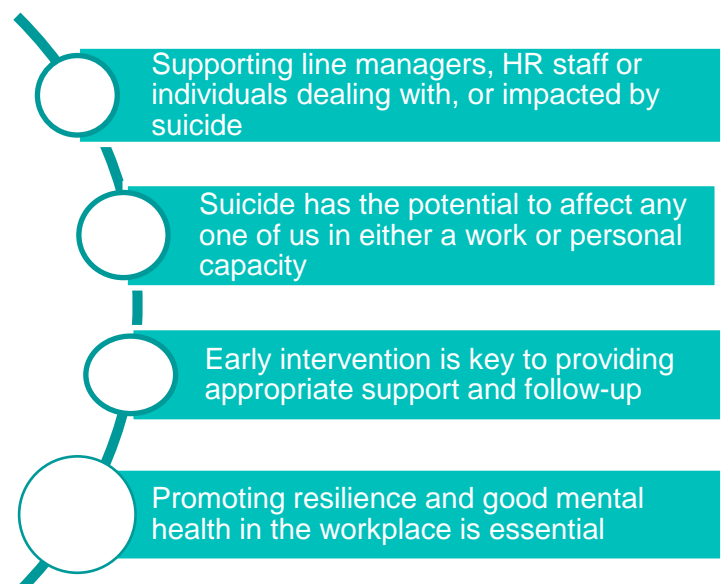 Supporting line managers, HR staff or
individuals dealing with, or impacted by
suicide
Suicide has the potential to affect any
one of us in either a work or personal
capacity
Early intervention is key to providing
appropriate support and follow-up
Promoting resilience and good mental
health in the workplace is essential